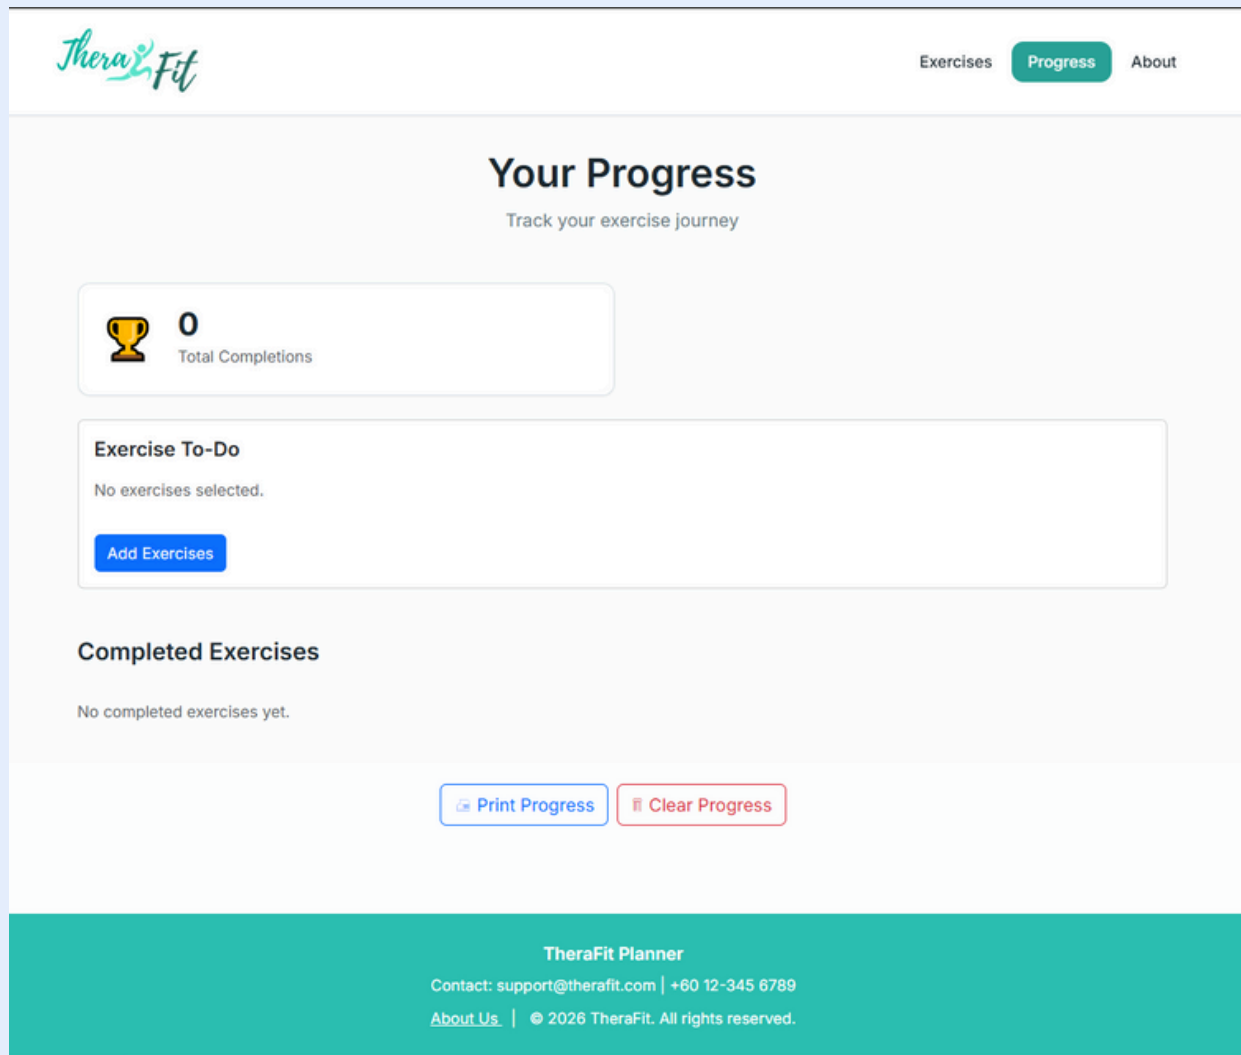 Thera Fit
Exercises Progress About
Your Progress
Track your exercise journey
0
Total Completions
Exercise To-Do
No exercises selected.
Add Exercises
Completed Exercises
No completed exercises yet.
Print Progress Clear Progress
TheraFit Planner
Contact: support@therafit.com | +60 12-345 6789
About Us | © 2026 TheraFit. All rights reserved.